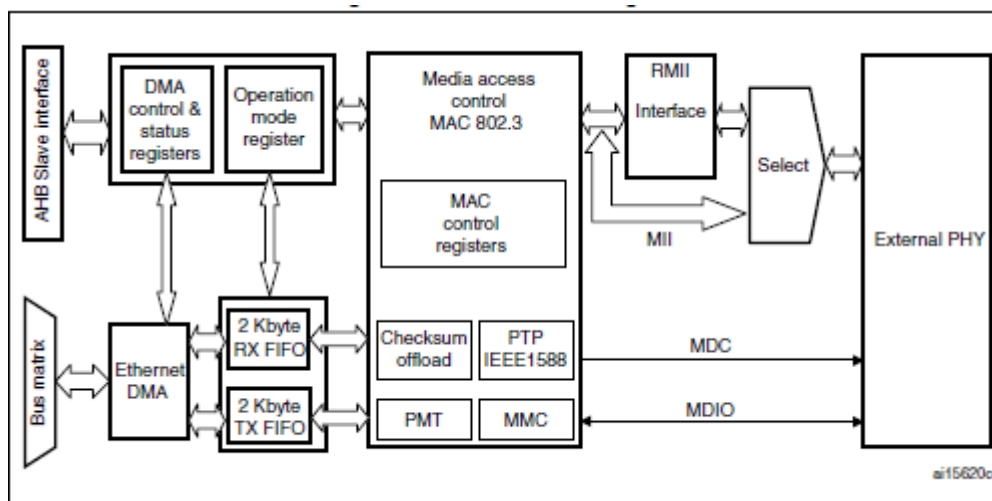 AHB Slave interface
DMA
control &
status
registers
Operation
mode
register
Media access
control
MAC 802.3
RMII
Interface
Select
External PHY
MAC
control
registers
MII
Bus matrix
Ethernet
DMA
2 Kbyte
RX FIFO
2 Kbyte
TX FIFO
Checksum
offload
PTP
IEEE1588
PMT
MMC
MDC
MDIO
ai15620c